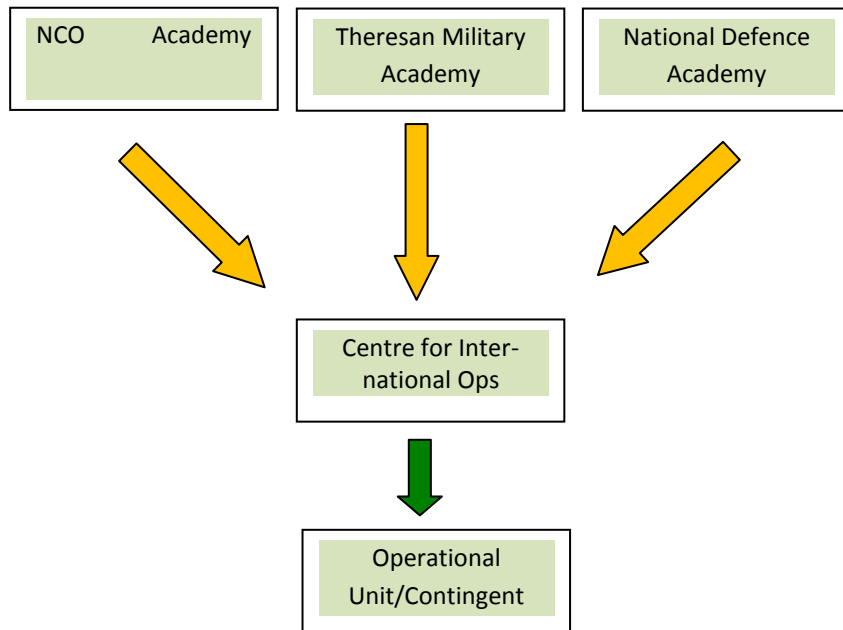 NCO Academy
Theresan Military
Academy
National Defence
Academy
Centre for Inter-
national Ops
Operational
Unit/Contingent